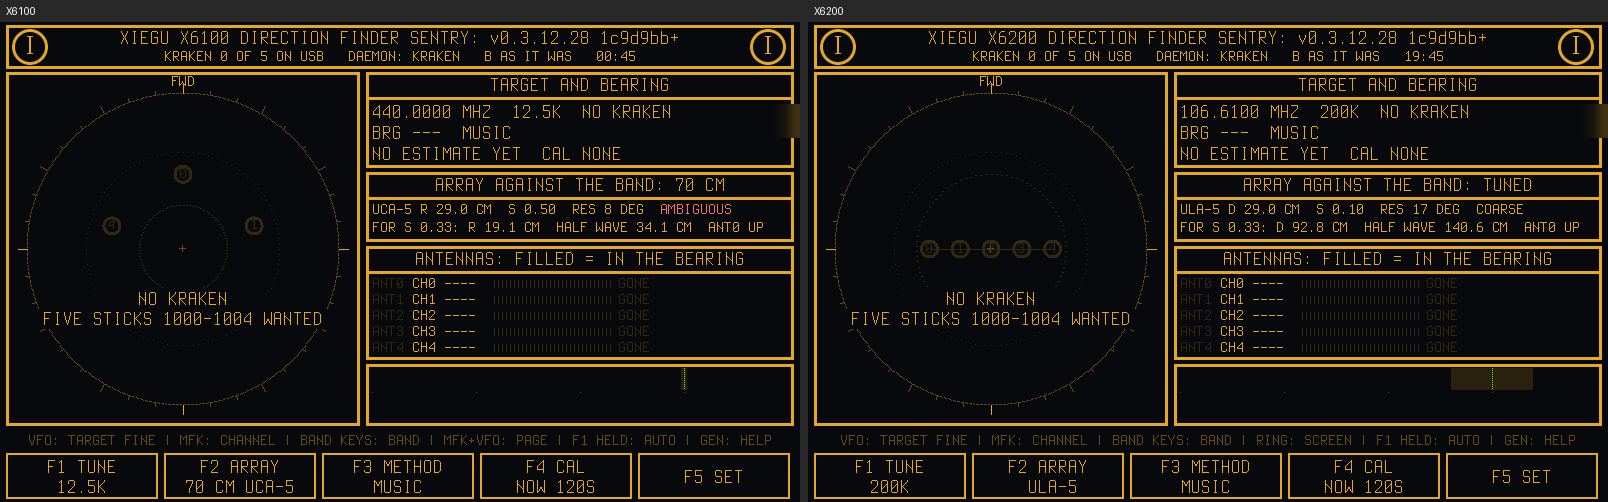 X6100
I
XIEGU X6100 DIRECTION FINDER SENTRY: v0.3.12.28 1c9d9bb+
KRAKEN 0 OF 5 ON USB DAEMON: KRAKEN B AS IT WAS 00:45
I
FWD
0
4
1
NO KRAKEN
FIVE STICKS 1000-1004 WANTED
TARGET AND BEARING
440.0000 MHZ 12.5K NO KRAKEN
BRG --- MUSIC
NO ESTIMATE YET CAL NONE
ARRAY AGAINST THE BAND: 70 CM
UCA-5 R 29.0 CM S 0.50 RES 8 DEG AMBIGUOUS
FOR S 0.33: R 19.1 CM HALF WAVE 34.1 CM ANT0 UP
ANTENNAS: FILLED = IN THE BEARING
ANT0 CH0 ---- GONE
ANT1 CH1 ---- GONE
ANT2 CH2 ---- GONE
ANT3 CH3 ---- GONE
ANT4 CH4 ---- GONE
VFO: TARGET FINE | MFK: CHANNEL | BAND KEYS: BAND | MFK+VFO: PAGE | F1 HELD: AUTO | GEN: HELP
F1 TUNE
12.5K
F2 ARRAY
70 CM UCA-5
F3 METHOD
MUSIC
F4 CAL
NOW 120S
F5 SET
X6200
I
XIEGU X6200 DIRECTION FINDER SENTRY: v0.3.12.28 1c9d9bb+
KRAKEN 0 OF 5 ON USB DAEMON: KRAKEN B AS IT WAS 19:45
I
FWD
0 1 3 4
NO KRAKEN
FIVE STICKS 1000-1004 WANTED
TARGET AND BEARING
106.6100 MHZ 200K NO KRAKEN
BRG --- MUSIC
NO ESTIMATE YET CAL NONE
ARRAY AGAINST THE BAND: TUNED
ULA-5 D 29.0 CM S 0.10 RES 17 DEG COARSE
FOR S 0.33: D 92.8 CM HALF WAVE 140.6 CM ANT0 UP
ANTENNAS: FILLED = IN THE BEARING
ANT0 CH0 ---- GONE
ANT1 CH1 ---- GONE
ANT2 CH2 ---- GONE
ANT3 CH3 ---- GONE
ANT4 CH4 ---- GONE
VFO: TARGET FINE | MFK: CHANNEL | BAND KEYS: BAND | RING: SCREEN | F1 HELD: AUTO | GEN: HELP
F1 TUNE
200K
F2 ARRAY
ULA-5
F3 METHOD
MUSIC
F4 CAL
NOW 120S
F5 SET